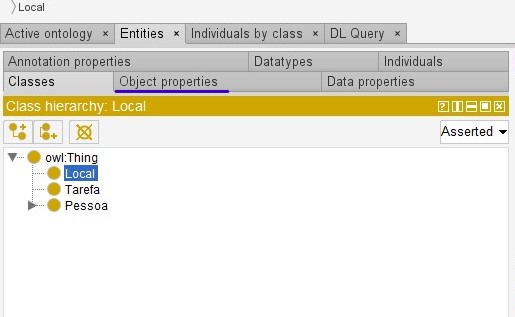 Local
Active ontology × Entities × Individuals by class × DL Query ×
Annotation properties Datatypes Individuals
Classes Object properties Data properties
Class hierarchy: Local
Asserted
owl:Thing
Local
Tarefa
Pessoa